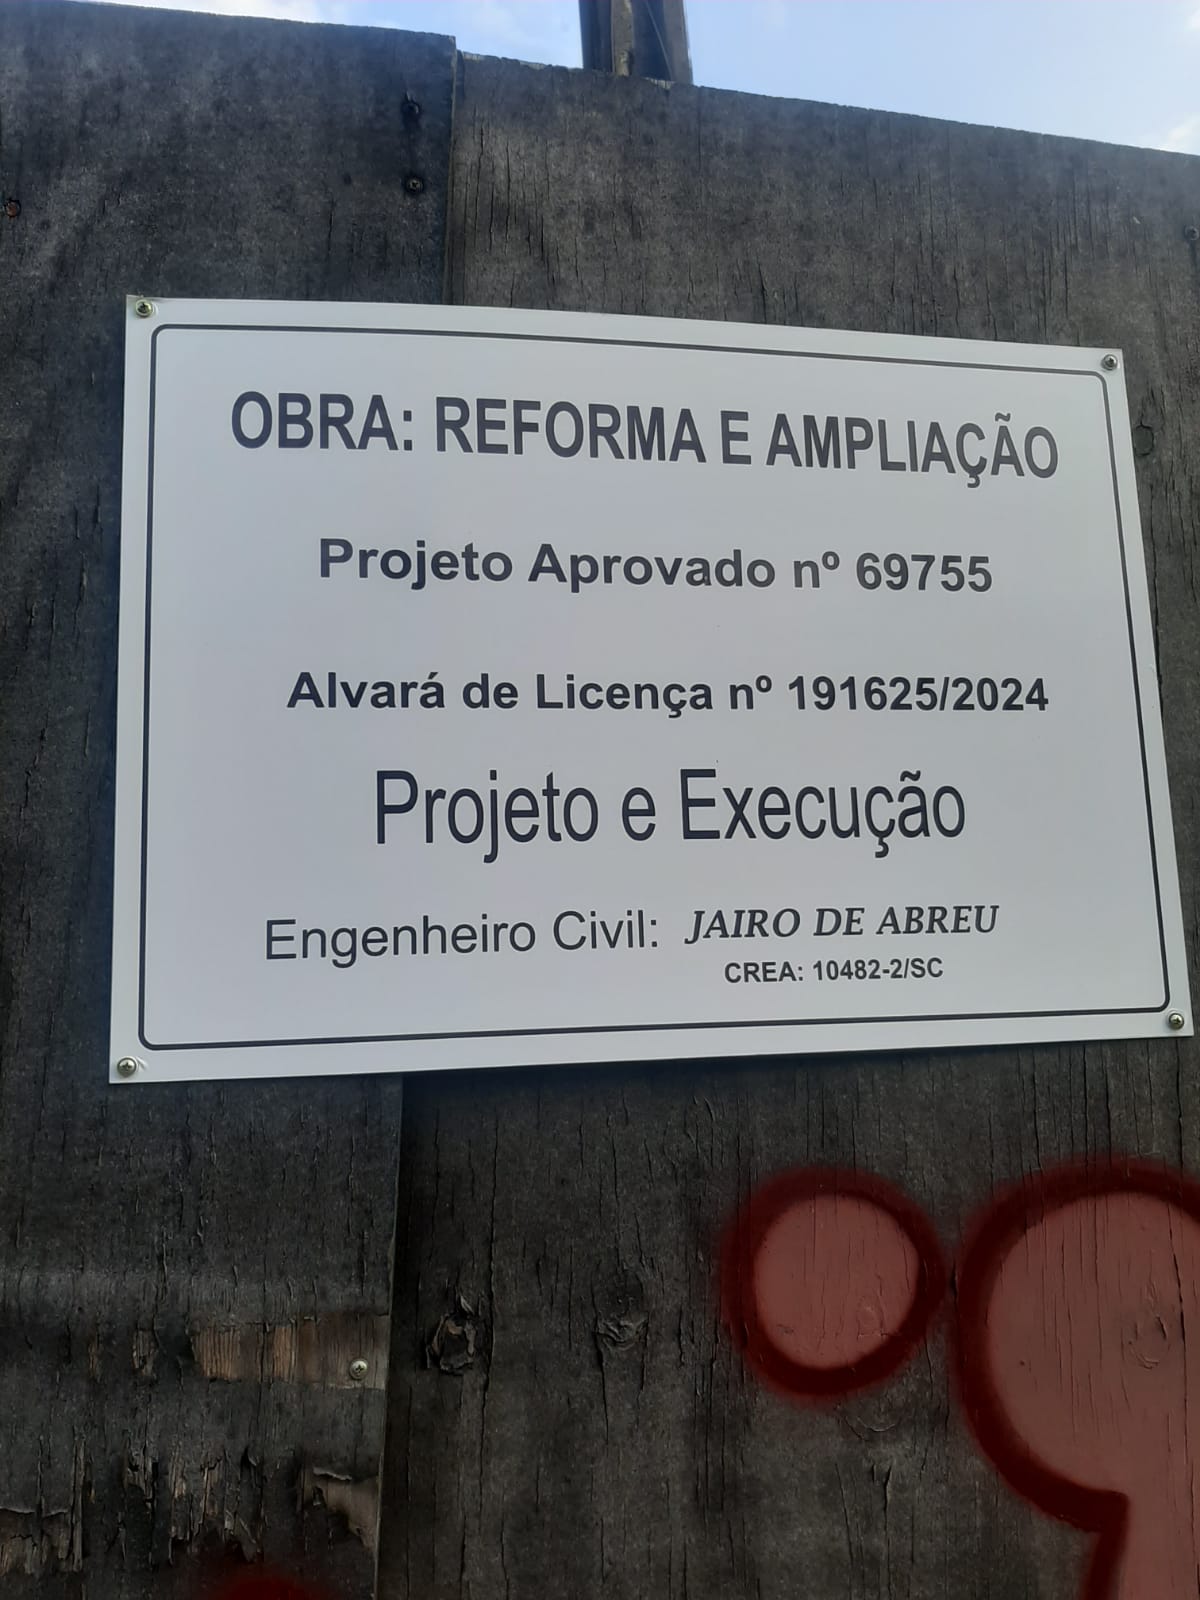 OBRA: REFORMA E AMPLIAÇÃO
Projeto Aprovado nº 69755
Alvará de Licença nº 191625/2024
Projeto e Execução
Engenheiro Civil: JAIRO DE ABREU
CREA: 10482-2/SC